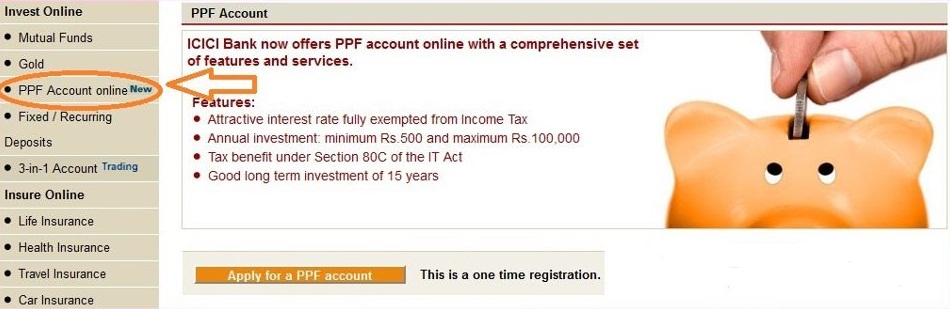 Invest Online
Mutual Funds
Gold
PPF Account online New
Fixed / Recurring
Deposits
3-in-1 Account Trading
Insure Online
Life Insurance
Health Insurance
Travel Insurance
Car Insurance
PPF Account
ICICI Bank now offers PPF account online with a comprehensive set
of features and services.
Features:
Attractive interest rate fully exempted from Income Tax
Annual investment: minimum Rs.500 and maximum Rs.100,000
Tax benefit under Section 80C of the IT Act
Good long term investment of 15 years
Apply for a PPF account
This is a one time registration.